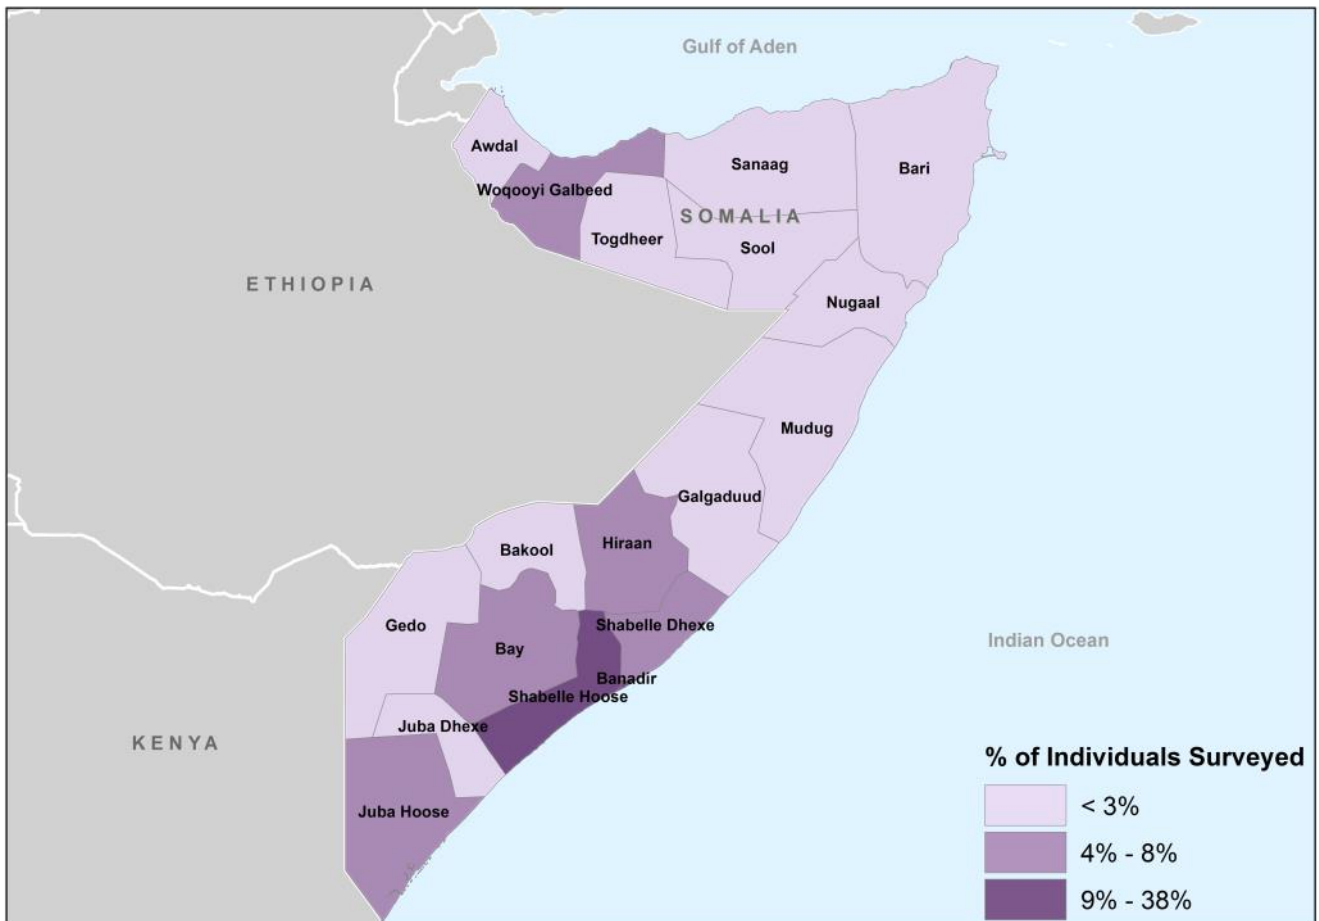 Gulf of Aden
Awdal
Sanaag
Bari
Woqooyi Galbeed
SOMALIA
Togdheer
Sool
ETHIOPIA
Nugaal
Mudug
Galgaduud
Hiraan
Bakool
Gedo
Shabelle Dhexe
Bay
Indian Ocean
Banadir
Shabelle Hoose
Juba Dhexe
KENYA
Juba Hoose
% of Individuals Surveyed
< 3%
4% - 8%
9% - 38%